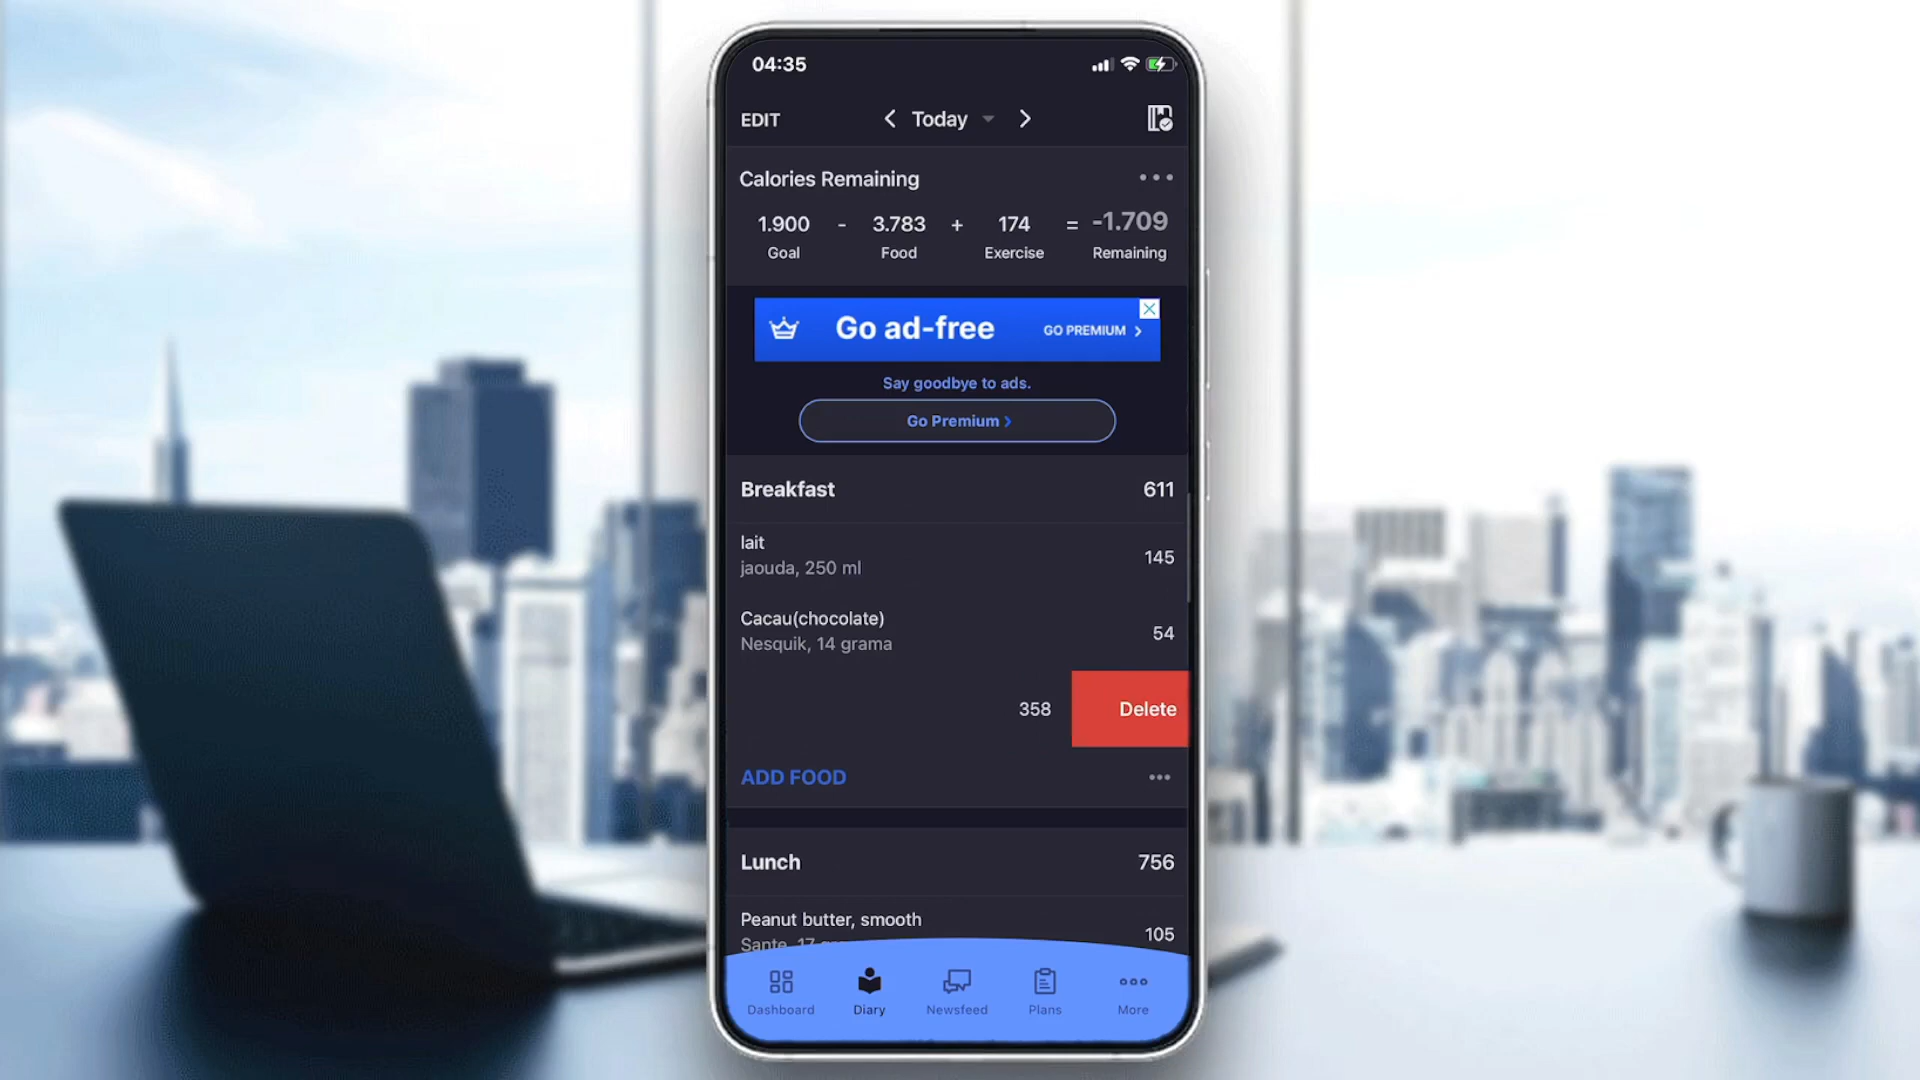 04:35
EDIT
Today
Calories Remaining
1.900 - 3.783 + 174 = -1.709
Goal Food Exercise Remaining
Go ad-free GO PREMIUM >
Say goodbye to ads.
Go Premium >
Breakfast 611
lait
jaouda, 250 ml
145
Cacau(chocolate)
Nesquik, 14 grama
54
358 Delete
ADD FOOD
Lunch 756
Peanut butter, smooth
Sante, 17
105
Dashboard Diary Newsfeed Plans More